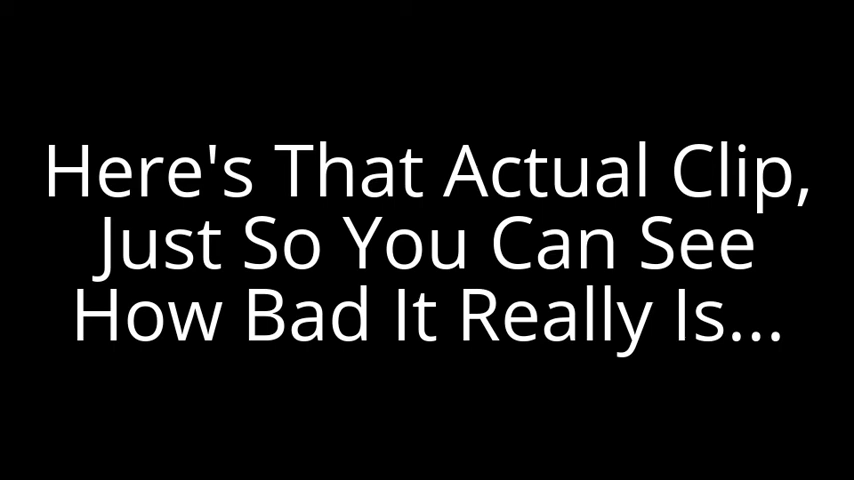 Here's That Actual Clip,
Just So You Can See
How Bad It Really Is...